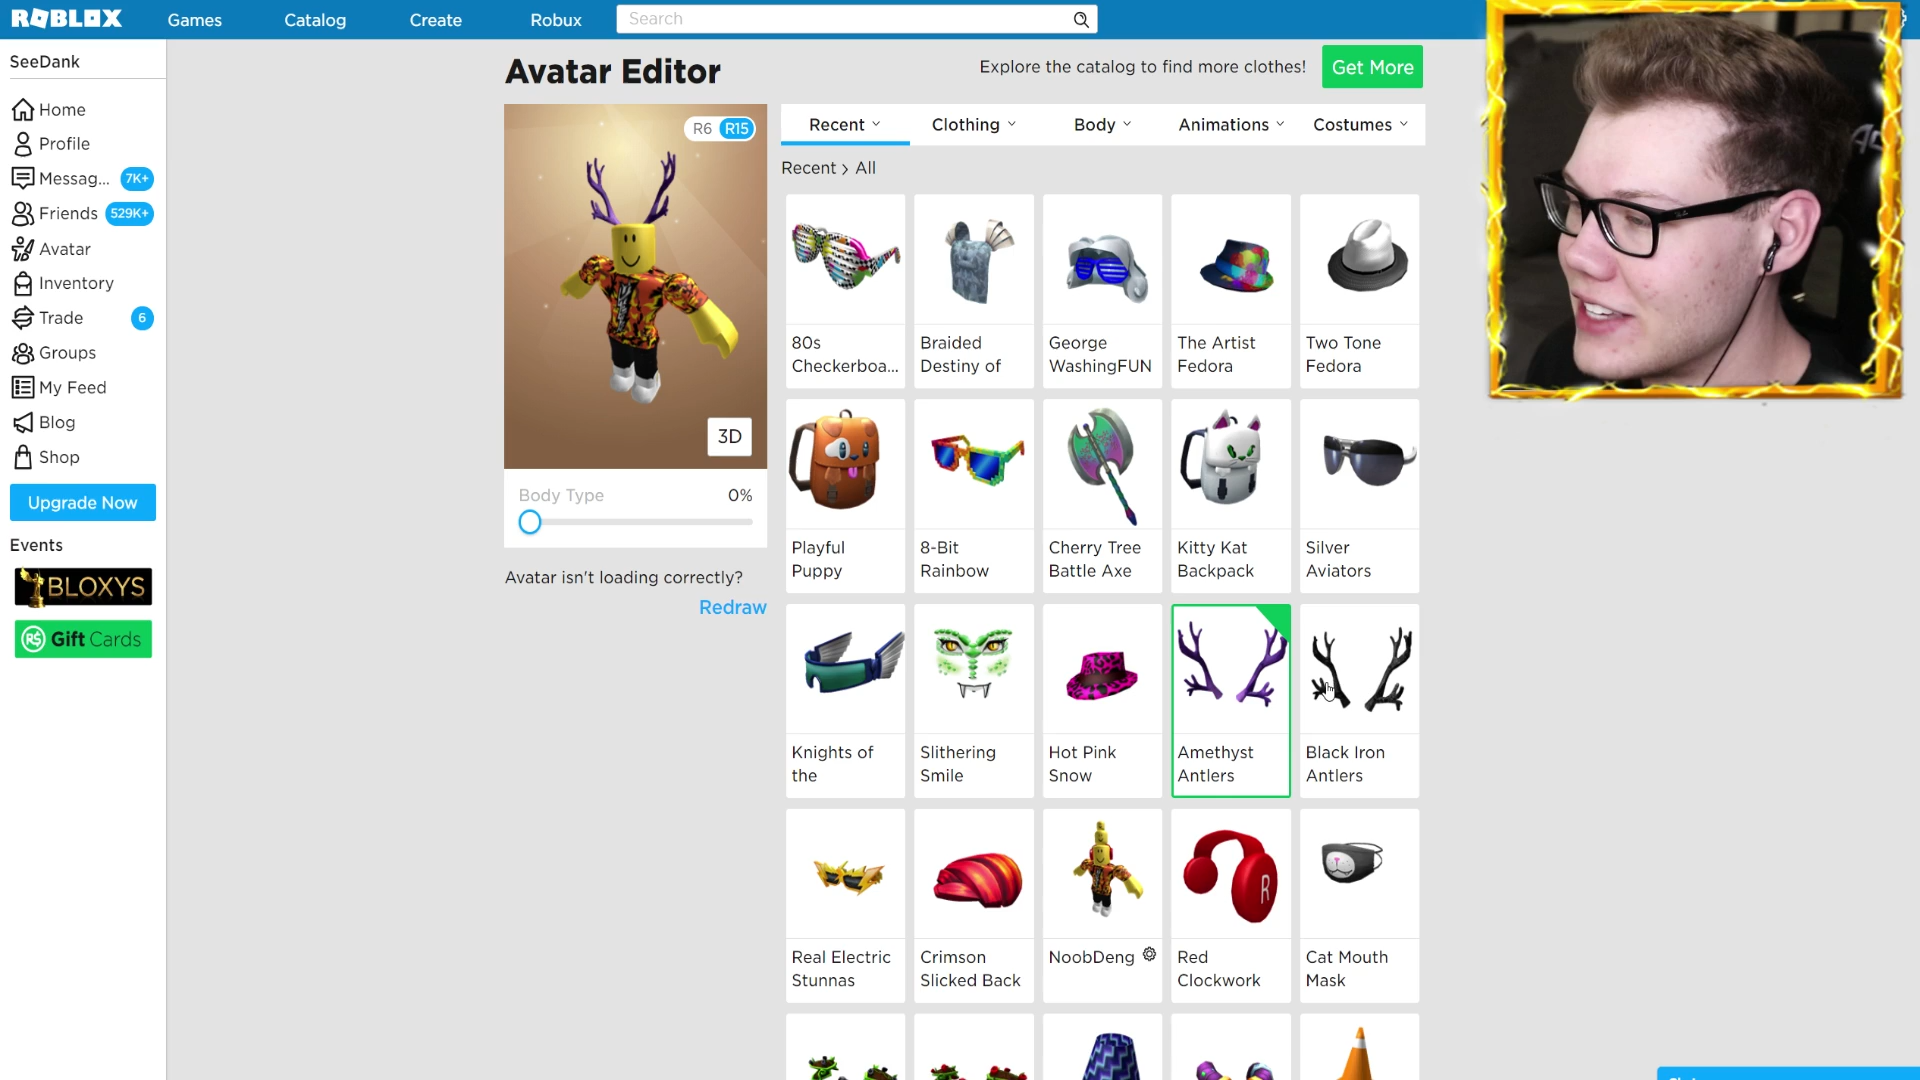 ROBLOX
Games
Catalog
Create
Robux
Search
SeeDank
Home
Profile
Messag... 7K+
Friends 529K+
Avatar
Inventory
Trade 6
Groups
My Feed
Blog
Shop
Upgrade Now
Events
BLOXYS
R$ Gift Cards
Avatar Editor
Explore the catalog to find more clothes!
Get More
R6 R15
3D
Body Type 0%
Avatar isn't loading correctly?
Redraw
Recent
Clothing
Body
Animations
Costumes
Recent > All
80s
Checkerboa...
Braided
Destiny of
George
WashingFUN
The Artist
Fedora
Two Tone
Fedora
Playful
Puppy
8-Bit
Rainbow
Cherry Tree
Battle Axe
Kitty Kat
Backpack
Silver
Aviators
Knights of
the
Slithering
Smile
Hot Pink
Snow
Amethyst
Antlers
Black Iron
Antlers
Real Electric
Stunnas
Crimson
Slicked Back
NoobDeng
R
Red
Clockwork
Cat Mouth
Mask